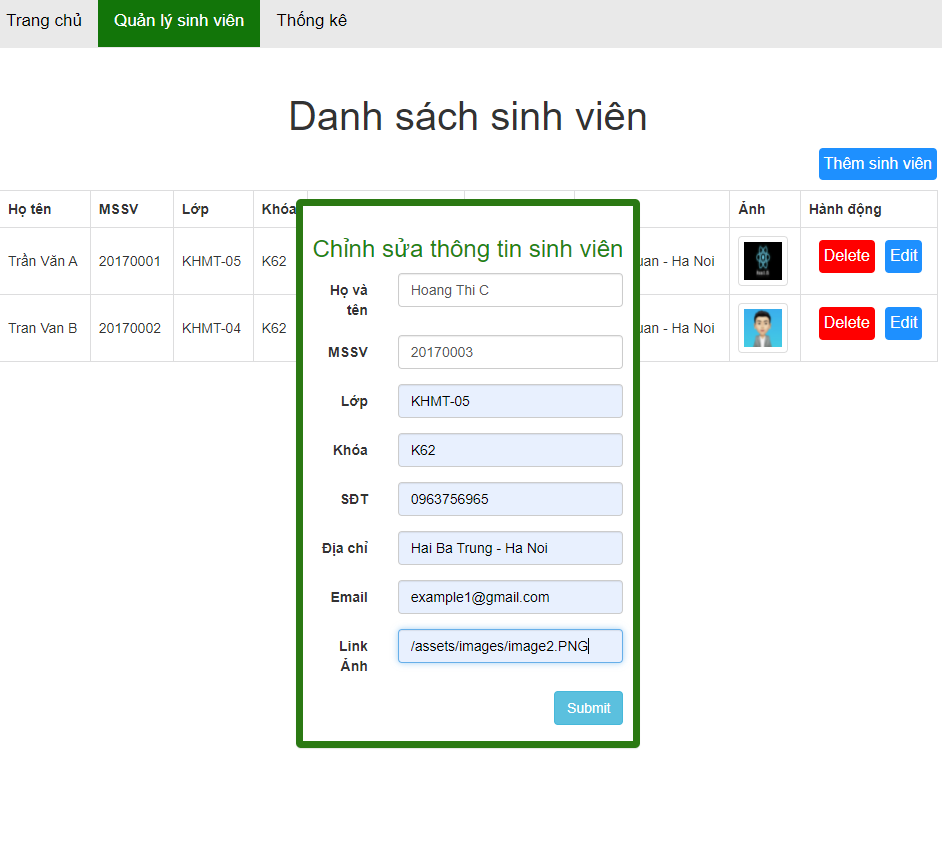 Trang chủ Quản lý sinh viên Thống kê
Danh sách sinh viên
Thêm sinh viên
Họ tên MSSV Lớp Khóa Ảnh Hành động
Trần Văn A 20170001 KHMT-05 K62 - Ha Noi Delete Edit
Tran Van B 20170002 KHMT-04 K62 - Ha Noi Delete Edit
Chỉnh sửa thông tin sinh viên
Họ và
tên
Hoang Thi C
MSSV 20170003
Lớp KHMT-05
Khóa K62
SĐT 0963756965
Địa chỉ Hai Ba Trung - Ha Noi
Email example1@gmail.com
Link
Ảnh
/assets/images/image2.PNG
Submit